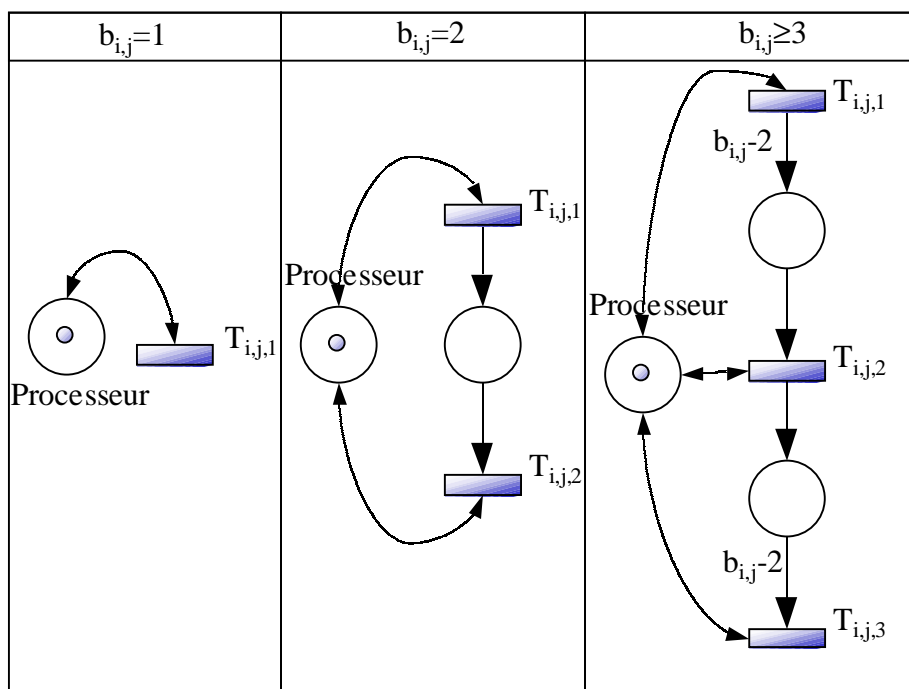 b_{i,j}=1
b_{i,j}=2
b_{i,j}≥3
Processeur
T_{i,j,1}
Processeur
T_{i,j,1}
T_{i,j,2}
Processeur
T_{i,j,1}
b_{i,j}-2
T_{i,j,2}
b_{i,j}-2
T_{i,j,3}